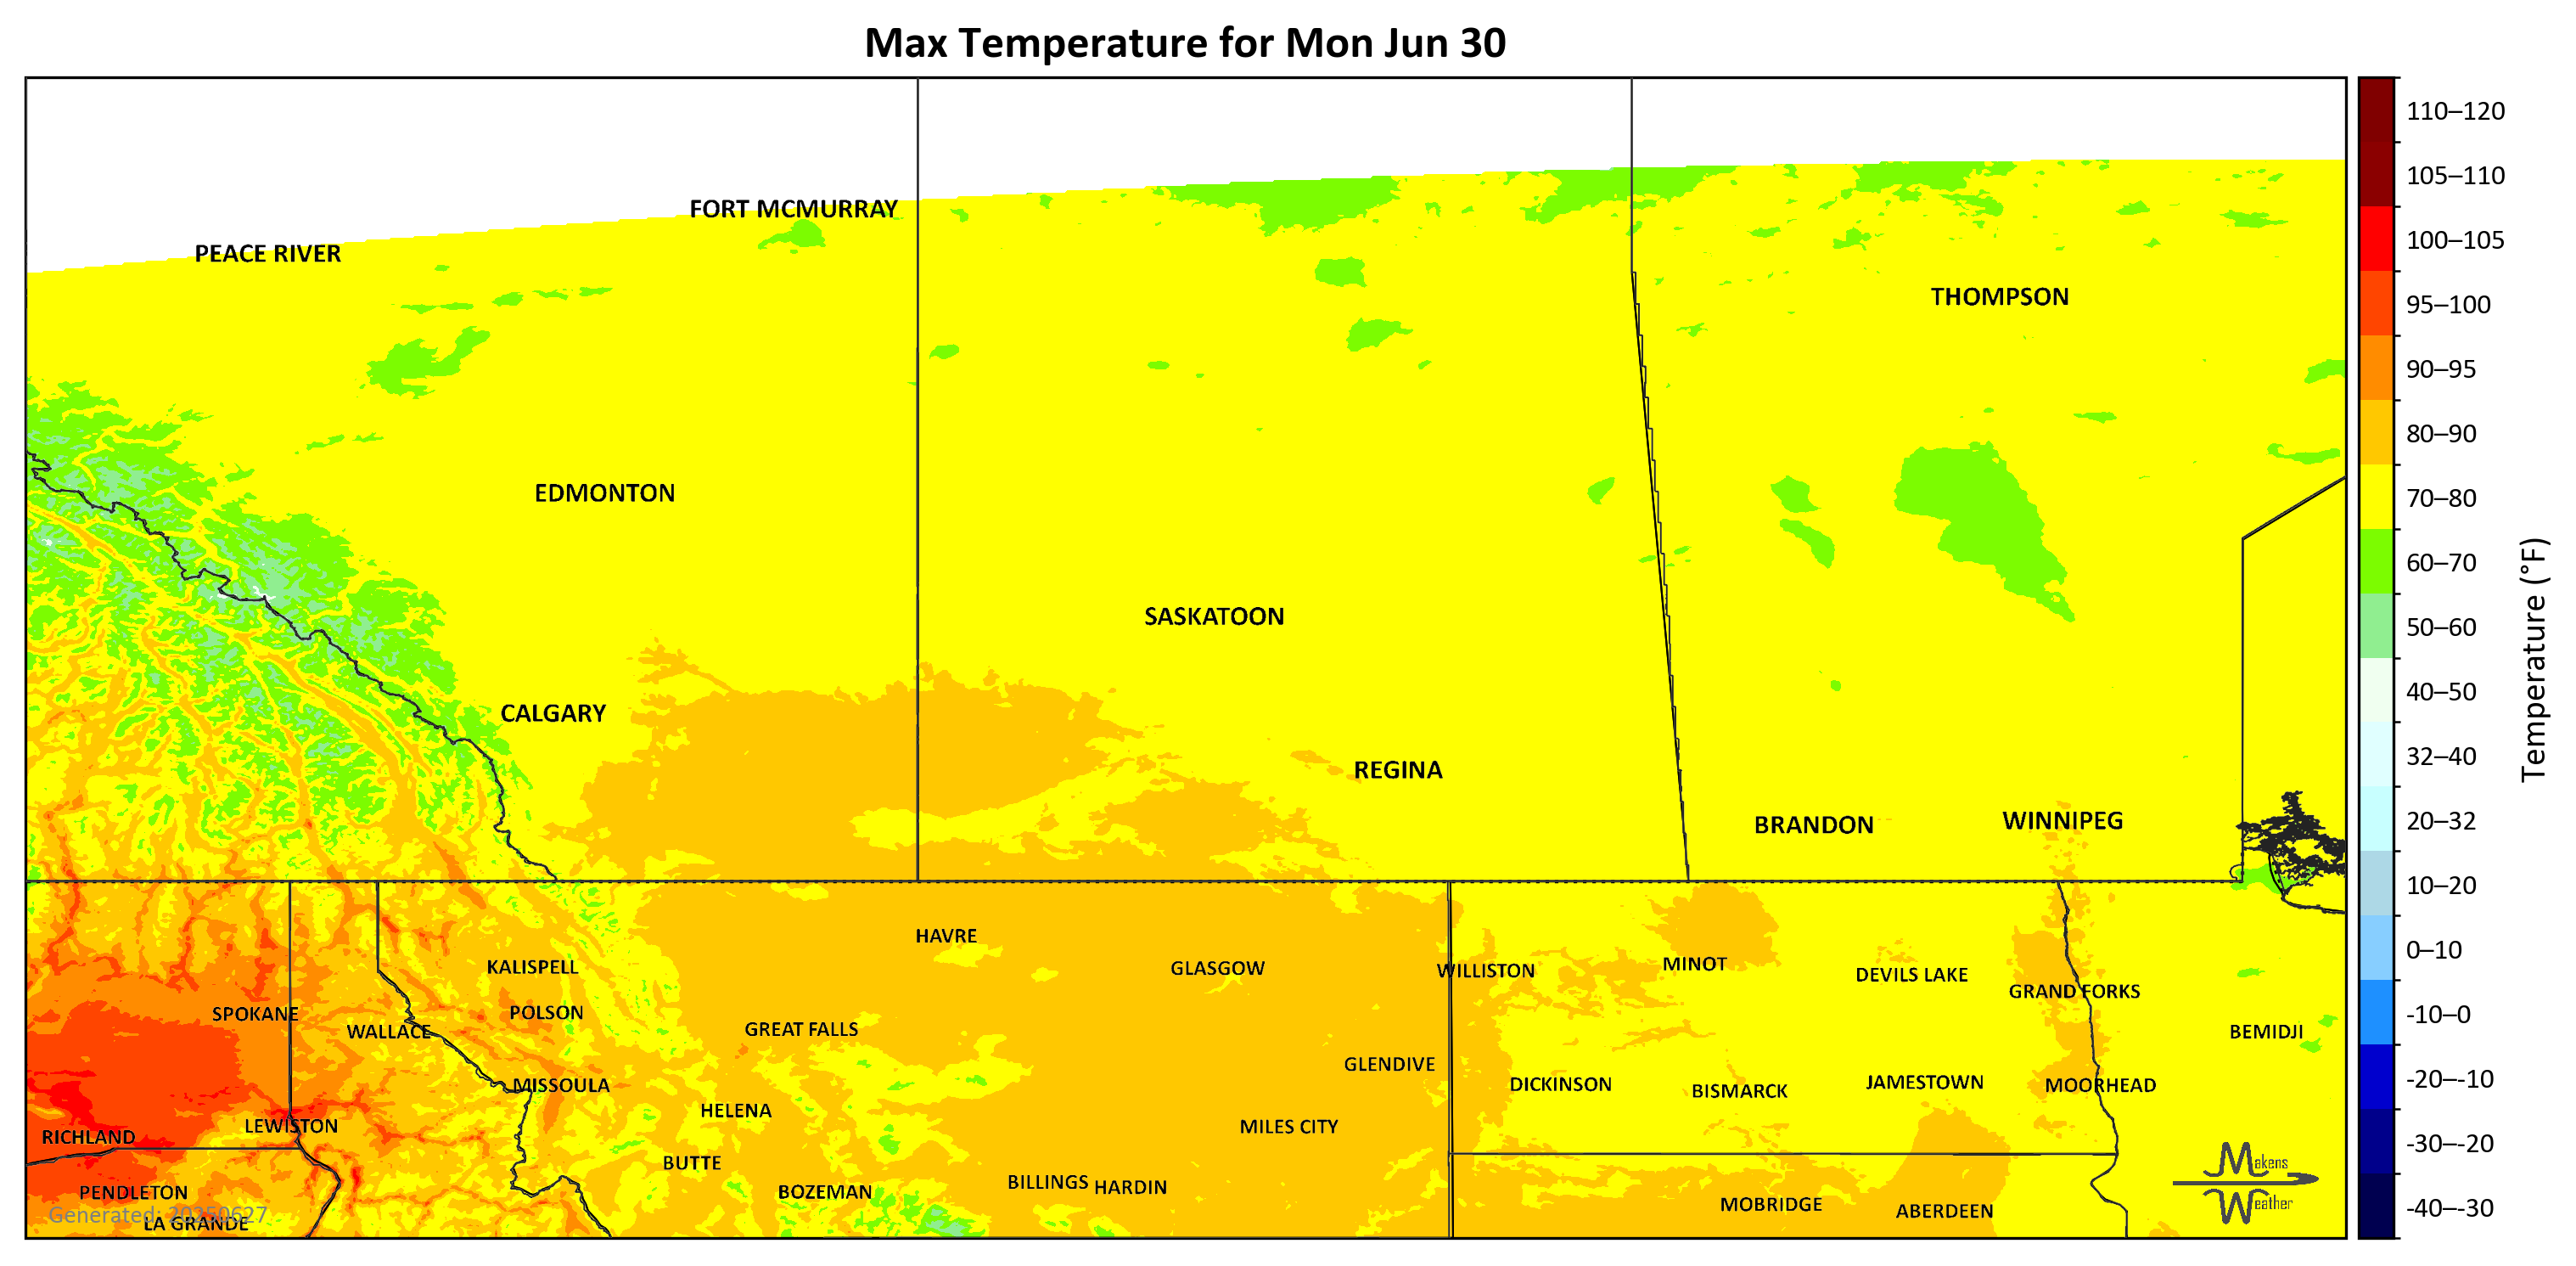 Max Temperature for Mon Jun 30
110–120
105–110
100–105
95–100
90–95
80–90
70–80
60–70
50–60
40–50
32–40
20–32
10–20
0–10
-10–0
-20–-10
-30–-20
-40–-30
Temperature (°F)
FORT MCMURRAY
PEACE RIVER
THOMPSON
EDMONTON
SASKATOON
CALGARY
REGINA
BRANDON
WINNIPEG
HAVRE
KALISPELL
GLASGOW
WILLISTON
MINOT
DEVILS LAKE
GRAND FORKS
SPOKANE
POLSON
WALLACE
GREAT FALLS
BEMIDJI
GLENDIVE
MISSOULA
DICKINSON
BISMARCK
JAMESTOWN
MOORHEAD
HELENA
LEWISTON
MILES CITY
RICHLAND
BUTTE
BILLINGS
HARDIN
PENDLETON
BOZEMAN
MOBRIDGE
ABERDEEN
LA GRANDE
Generated: 20250627
Makens
Weather